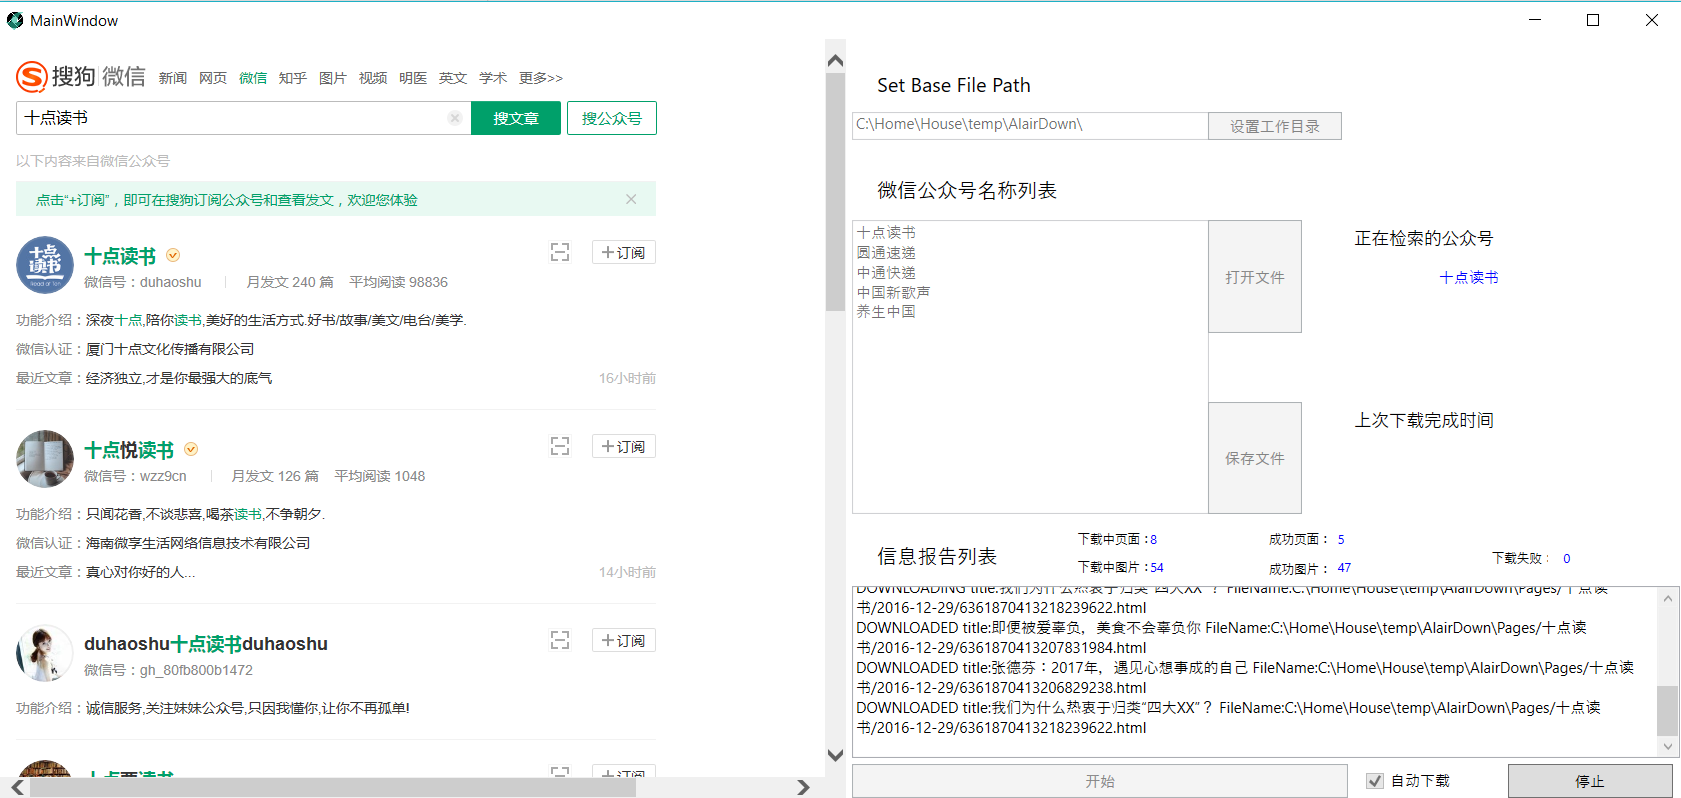 MainWindow
搜狗 微信 新闻 网页 微信 知乎 图片 视频 明医 英文 学术 更多>>
十点读书 搜文章 搜公众号
以下内容来自微信公众号
点击“+订阅”，即可在搜狗订阅公众号和查看发文，欢迎您体验
十点读书 +订阅
微信号：duhaoshu 月发文 240 篇 平均阅读 98836
功能介绍：深夜十点,陪你读书,美好的生活方式.好书/故事/美文/电台/美学.
微信认证：厦门十点文化传播有限公司
最近文章：经济独立,才是你最强大的底气 16小时前
十点悦读书 +订阅
微信号：wzz9cn 月发文 126 篇 平均阅读 1048
功能介绍：只闻花香,不谈悲喜,喝茶读书,不争朝夕.
微信认证：海南微享生活网络信息技术有限公司
最近文章：真心对你好的人... 14小时前
duhaoshu十点读书duhaoshu +订阅
微信号：gh_80fb800b1472
功能介绍：诚信服务,关注妹妹公众号,只因我懂你,让你不再孤单!
+订阅
Set Base File Path
C:\Home\House\temp\AlairDown\ 设置工作目录
微信公众号名称列表
十点读书
圆通速递
中通快递
中国新歌声
养生中国
打开文件
保存文件
正在检索的公众号
十点读书
上次下载完成时间
信息报告列表
下载中页面：8 成功页面： 5
下载中图片：54 成功图片： 47
下载失败： 0
DOWNLOADING title:我们为什么热衷于归类“四大XX”？ FileName:C:\Home\House\temp\AlairDown\Pages/十点读
书/2016-12-29/6361870413218239622.html
DOWNLOADED title:即便被爱辜负，美食不会辜负你 FileName:C:\Home\House\temp\AlairDown\Pages/十点读
书/2016-12-29/6361870413207831984.html
DOWNLOADED title:张德芬：2017年，遇见心想事成的自己 FileName:C:\Home\House\temp\AlairDown\Pages/十点读
书/2016-12-29/6361870413206829238.html
DOWNLOADED title:我们为什么热衷于归类“四大XX”？ FileName:C:\Home\House\temp\AlairDown\Pages/十点读
书/2016-12-29/6361870413218239622.html
开始 自动下载 停止